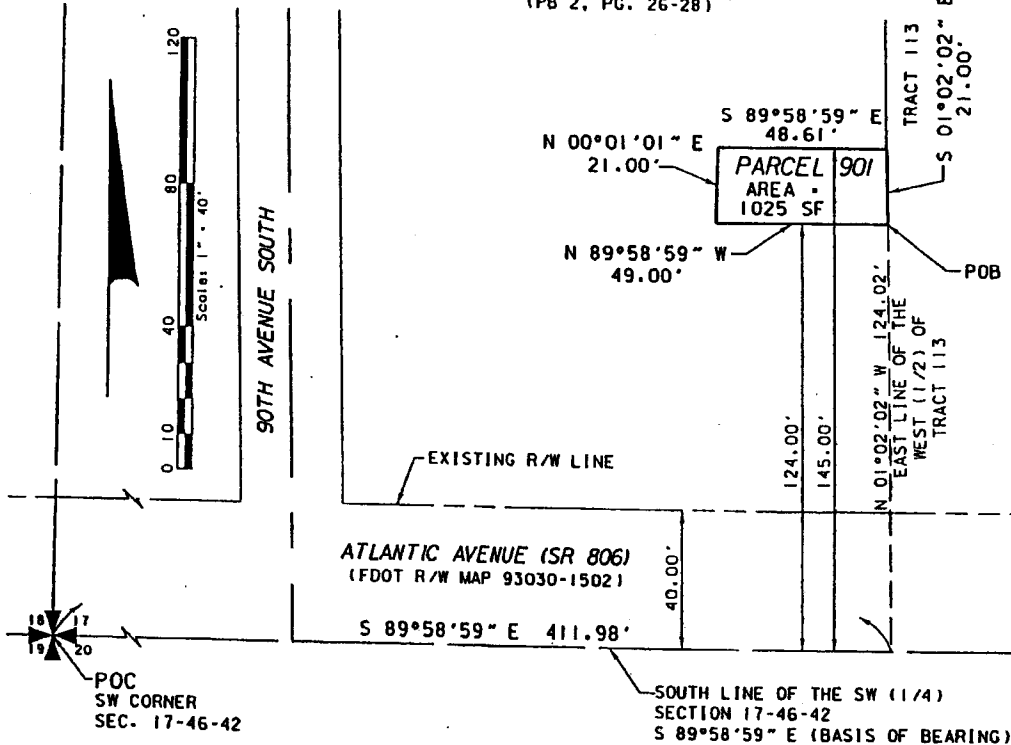 (PB 2, PG. 26-28)
TRACT 113
S 01°02'02" E
21.00'
S 89°58'59" E
48.61'
N 00°01'01" E
21.00'
PARCEL 901
AREA =
1025 SF
N 89°58'59" W
49.00'
POB
120
80
40
10
0
Scale: 1" = 40'
90TH AVENUE SOUTH
N 01°02'02" W 124.02'
EAST LINE OF THE
WEST (1/2) OF
TRACT 113
124.00'
145.00'
EXISTING R/W LINE
ATLANTIC AVENUE (SR 806)
(FDOT R/W MAP 93030-1502)
40.00'
S 89°58'59" E 411.98'
18 17
19 20
POC
SW CORNER
SEC. 17-46-42
SOUTH LINE OF THE SW (1/4)
SECTION 17-46-42
S 89°58'59" E (BASIS OF BEARING)